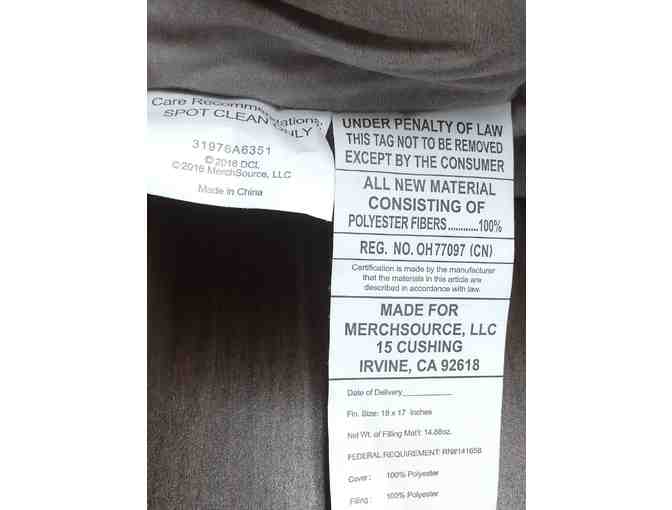 Care Recommendations:
SPOT CLEAN ONLY
31976A6351
© 2016 DCL
© 2016 MerchSource, LLC
Made in China
UNDER PENALTY OF LAW
THIS TAG NOT TO BE REMOVED
EXCEPT BY THE CONSUMER
ALL NEW MATERIAL
CONSISTING OF
POLYESTER FIBERS............100%
REG. NO. OH77097 (CN)
Certification is made by the manufacturer
that the materials in this article are
described in accordance with law.
MADE FOR
MERCHSOURCE, LLC
15 CUSHING
IRVINE, CA 92618
Date of Delivery
Fin. Size: 18 x 17 Inches
Net Wt. of Filling Mat'l: 14.88oz.
FEDERAL REQUIREMENT: RN#141658
Cover: 100% Polyester
Filling: 100% Polyester